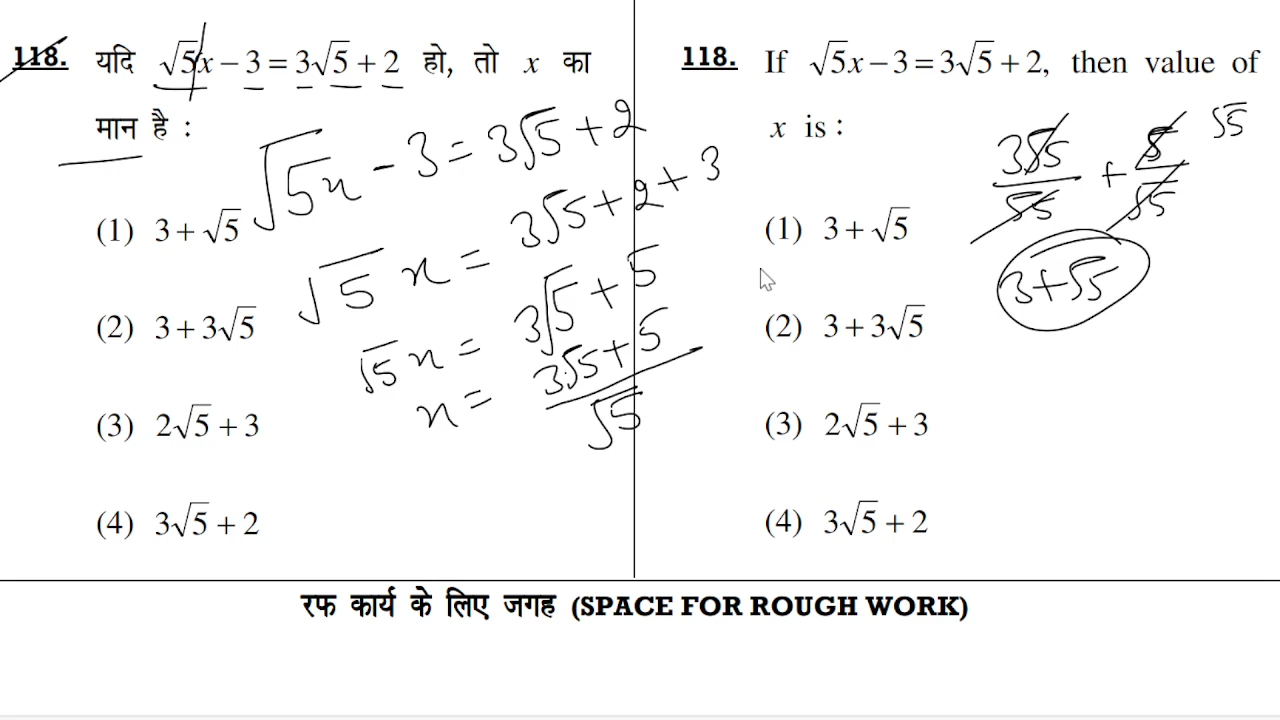 118. यदि √5x − 3 = 3√5 + 2 हो, तो x का
मान है :
(1) 3 + √5
(2) 3 + 3√5
(3) 2√5 + 3
(4) 3√5 + 2
√5x − 3 = 3√5 + 2
√5 x = 3√5 + 2 + 3
√5 x = 3√5 + 5
x = 3√5 + 5 / √5
118. If √5x − 3 = 3√5 + 2, then value of
x is :
3√5/√5 + 5/√5 √5
3+√5
(1) 3 + √5
(2) 3 + 3√5
(3) 2√5 + 3
(4) 3√5 + 2
रफ कार्य के लिए जगह (SPACE FOR ROUGH WORK)